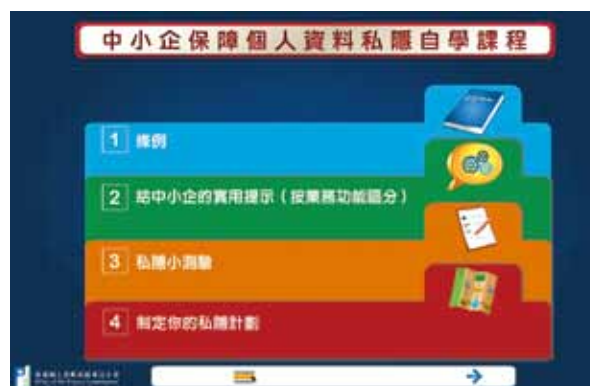 中小企保障個人資料私隱自學課程
1 條例
2 給中小企的實用提示（按業務功能區分）
3 私隱小測驗
4 制定你的私隱計劃